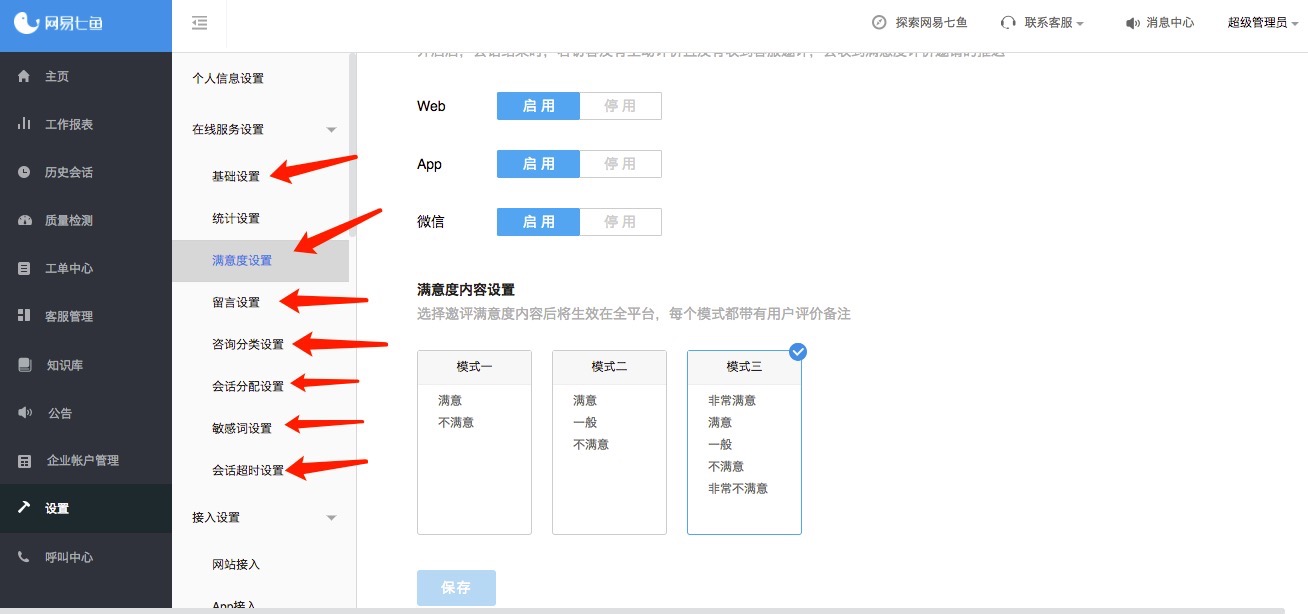 网易七鱼
探索网易七鱼
联系客服
消息中心
超级管理员
主页
工作报表
历史会话
质量检测
工单中心
客服管理
知识库
公告
企业帐户管理
设置
呼叫中心
个人信息设置
在线服务设置
基础设置
统计设置
满意度设置
留言设置
咨询分类设置
会话分配设置
敏感词设置
会话超时设置
接入设置
网站接入
App接入
Web
启用
停用
App
启用
停用
微信
启用
停用
满意度内容设置
选择邀评满意度内容后将生效在全平台，每个模式都带有用户评价备注
模式一
满意
不满意
模式二
满意
一般
不满意
模式三
非常满意
满意
一般
不满意
非常不满意
保存